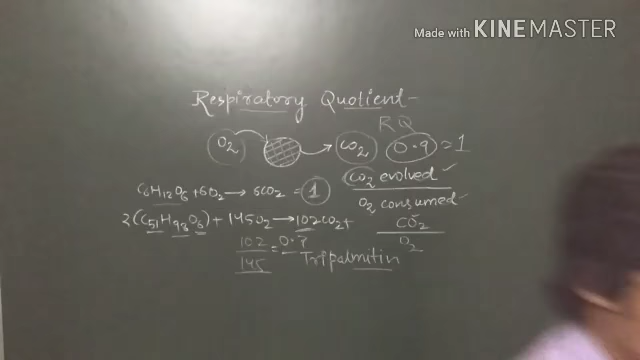 Made with KINEMASTER
Respiratory Quotient-
RQ
O₂ → CO₂ 0.9 = 1
CO₂ evolved ✓
O₂ consumed ✓
CO₂
O₂
C₆H₁₂O₆ + 6O₂ → 6CO₂ = 1
2(C₅₁H₉₈O₆) + 145O₂ → 102CO₂ +
102
145
= 0.7
Tripalmitin